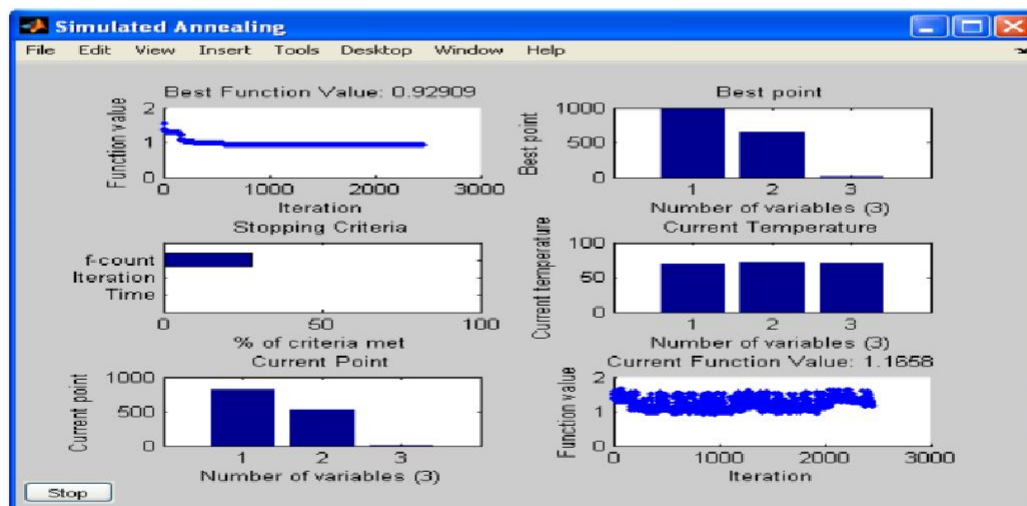 Simulated Annealing
File Edit View Insert Tools Desktop Window Help
Best Function Value: 0.92909
Function value
2
1
0
0 1000 2000 3000
Iteration
Best point
Best point
1000
500
0
1 2 3
Number of variables (3)
Stopping Criteria
f-count
Iteration
Time
0 50 100
% of criteria met
Current Temperature
Current temperature
100
50
0
1 2 3
Number of variables (3)
Current Point
Current point
1000
500
0
1 2 3
Number of variables (3)
Current Function Value: 1.1658
Function value
2
1
0
0 1000 2000 3000
Iteration
Stop